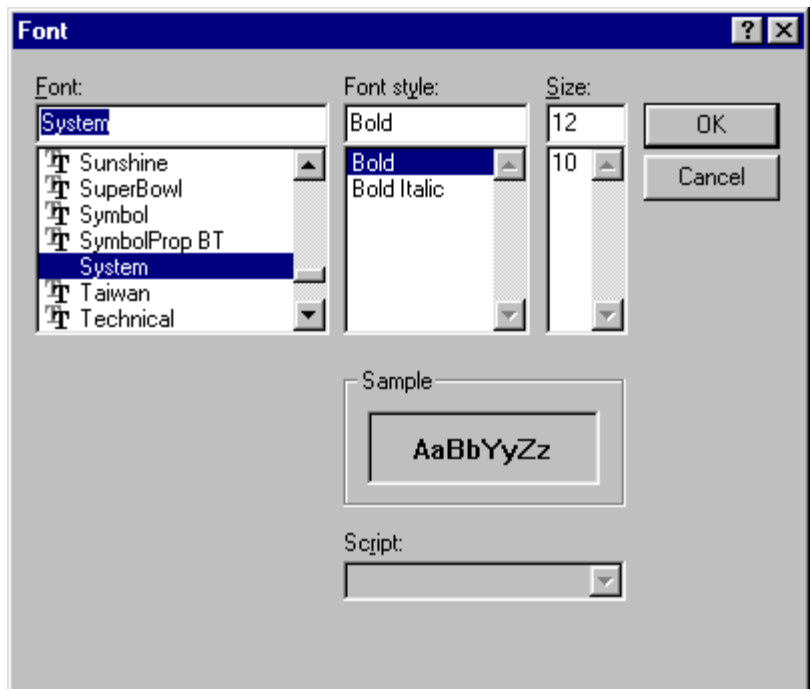 Font
Font:
System
Sunshine
SuperBowl
Symbol
SymbolProp BT
System
Taiwan
Technical
Font style:
Bold
Bold
Bold Italic
Size:
12
10
OK
Cancel
Sample
AaBbYyZz
Script: